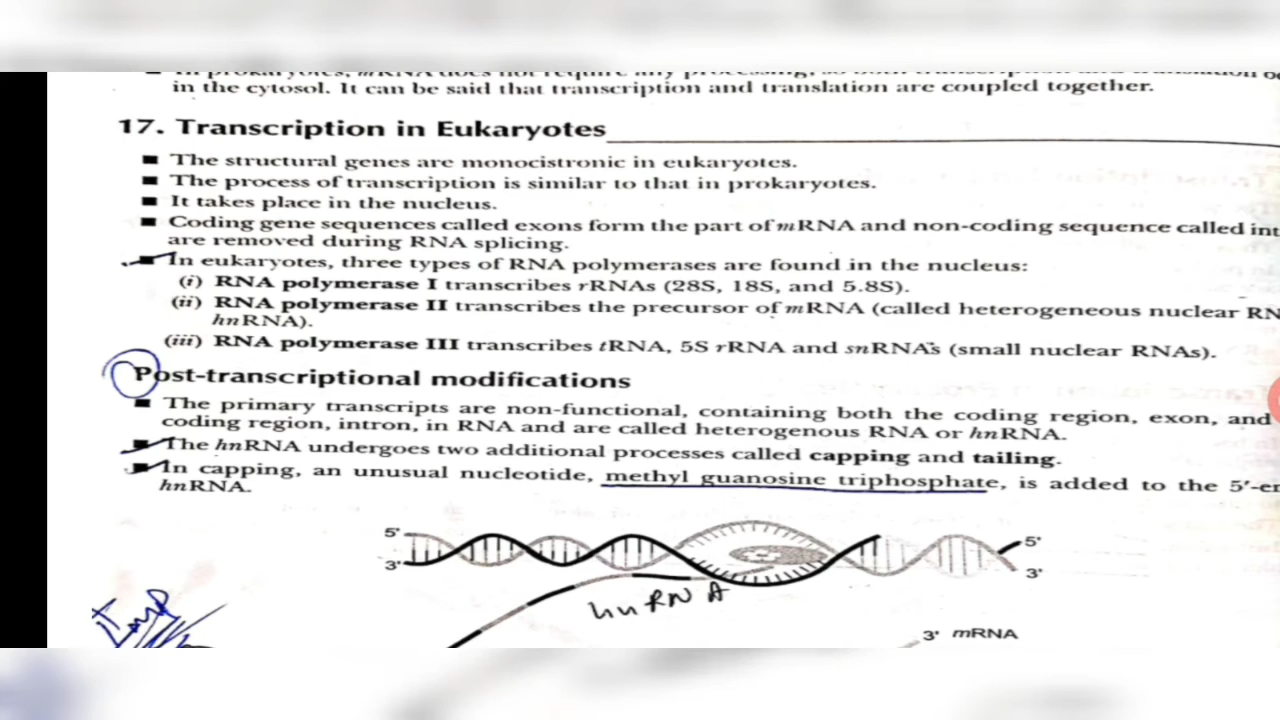 in the cytosol. It can be said that transcription and translation are coupled together.
17. Transcription in Eukaryotes
■ The structural genes are monocistronic in eukaryotes.
■ The process of transcription is similar to that in prokaryotes.
■ It takes place in the nucleus.
■ Coding gene sequences called exons form the part of mRNA and non-coding sequence called
are removed during RNA splicing.
■ In eukaryotes, three types of RNA polymerases are found in the nucleus:
(i) RNA polymerase I transcribes rRNAs (28S, 18S, and 5.8S).
(ii) RNA polymerase II transcribes the precursor of mRNA (called heterogeneous nuclear
hnRNA).
(iii) RNA polymerase III transcribes tRNA, 5S rRNA and snRNAs (small nuclear RNAs).
Post-transcriptional modifications
■ The primary transcripts are non-functional, containing both the coding region, exon, and
coding region, intron, in RNA and are called heterogenous RNA or hnRNA.
■ The hnRNA undergoes two additional processes called capping and tailing.
■ In capping, an unusual nucleotide, methyl guanosine triphosphate, is added to the
hnRNA.
5' 5'
3' 3'
hnRNA
Imp
3' mRNA